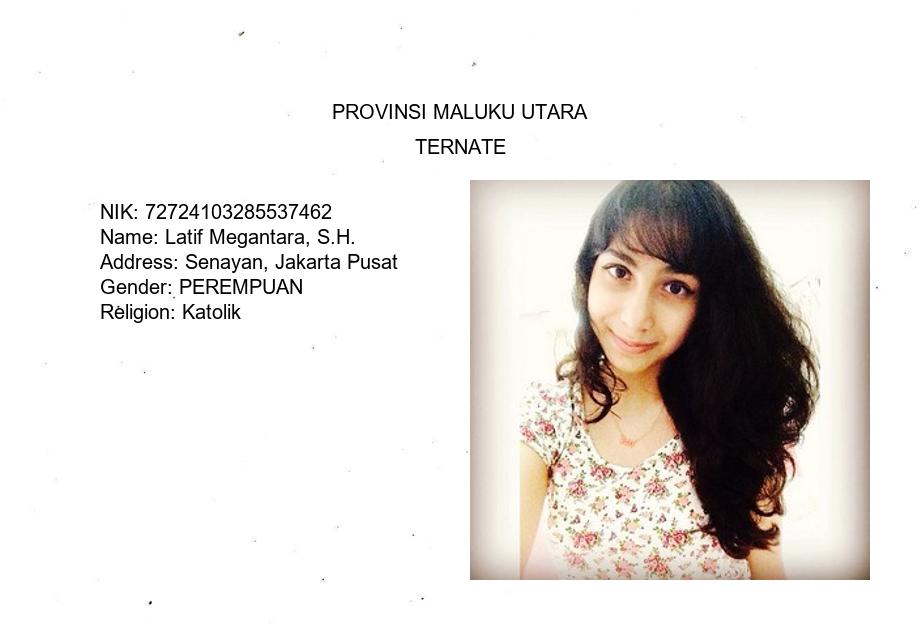 PROVINSI MALUKU UTARA
TERNATE
NIK: 72724103285537462
Name: Latif Megantara, S.H.
Address: Senayan, Jakarta Pusat
Gender: PEREMPUAN
Religion: Katolik